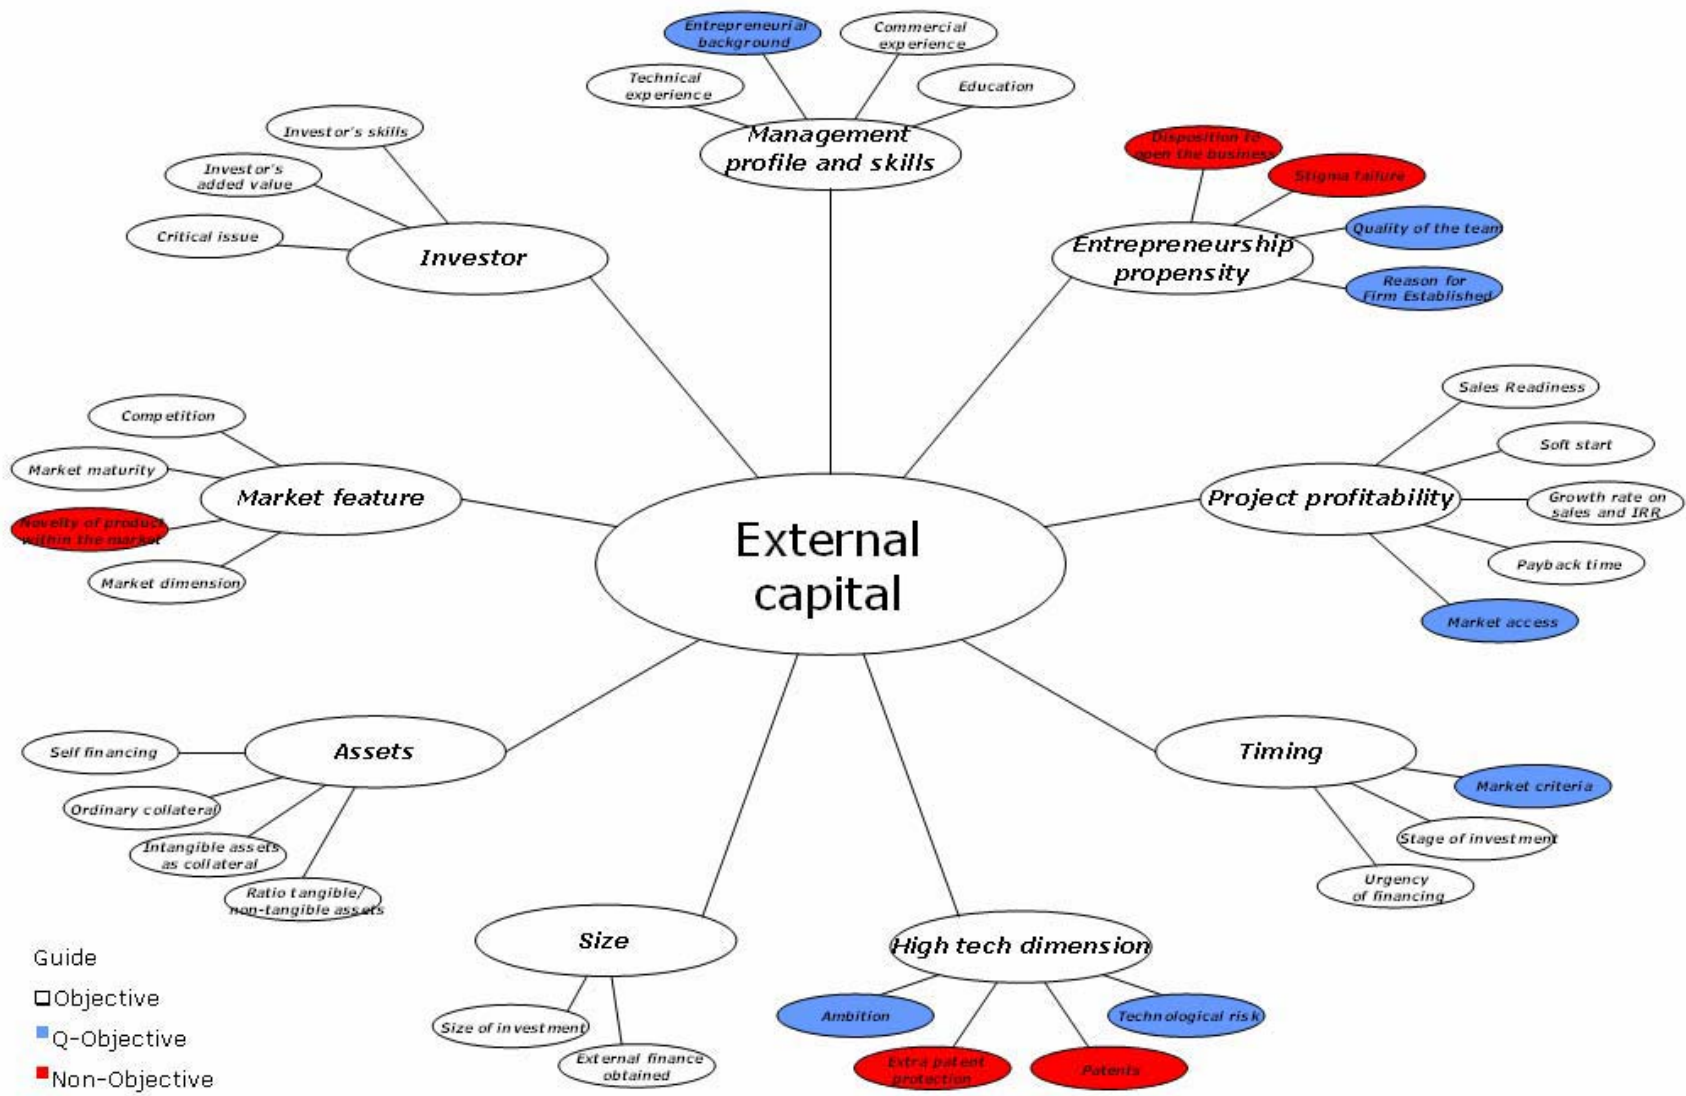 Entrepreneurial
background
Commercial
experience
Technical
experience
Education
Management
profile and skills
Investor's skills
Investor's
added value
Critical issue
Investor
Disposition to
open the business
Stigma failure
Quality of the team
Reason for
Firm Established
Entrepreneurship
propensity
Competition
Market maturity
Novelty of product
within the market
Market dimension
Market feature
External
capital
Project profitability
Sales Readiness
Soft start
Growth rate on
sales and IRR
Payback time
Market access
Self financing
Ordinary collateral
Intangible assets
as collateral
Ratio tangible/
non-tangible assets
Assets
Timing
Market criteria
Stage of investment
Urgency
of financing
Size
Size of investment
External finance
obtained
High tech dimension
Ambition
Extra patent
protection
Patents
Technological risk
Guide
Objective
Q-Objective
Non-Objective